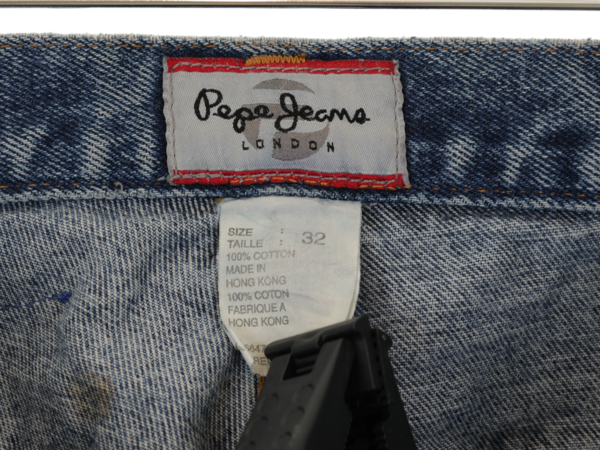 Pepe Jeans
LONDON
SIZE :
TAILLE : 32
100% COTTON
MADE IN
HONG KONG
100% COTON
FABRIQUE A
HONG KONG